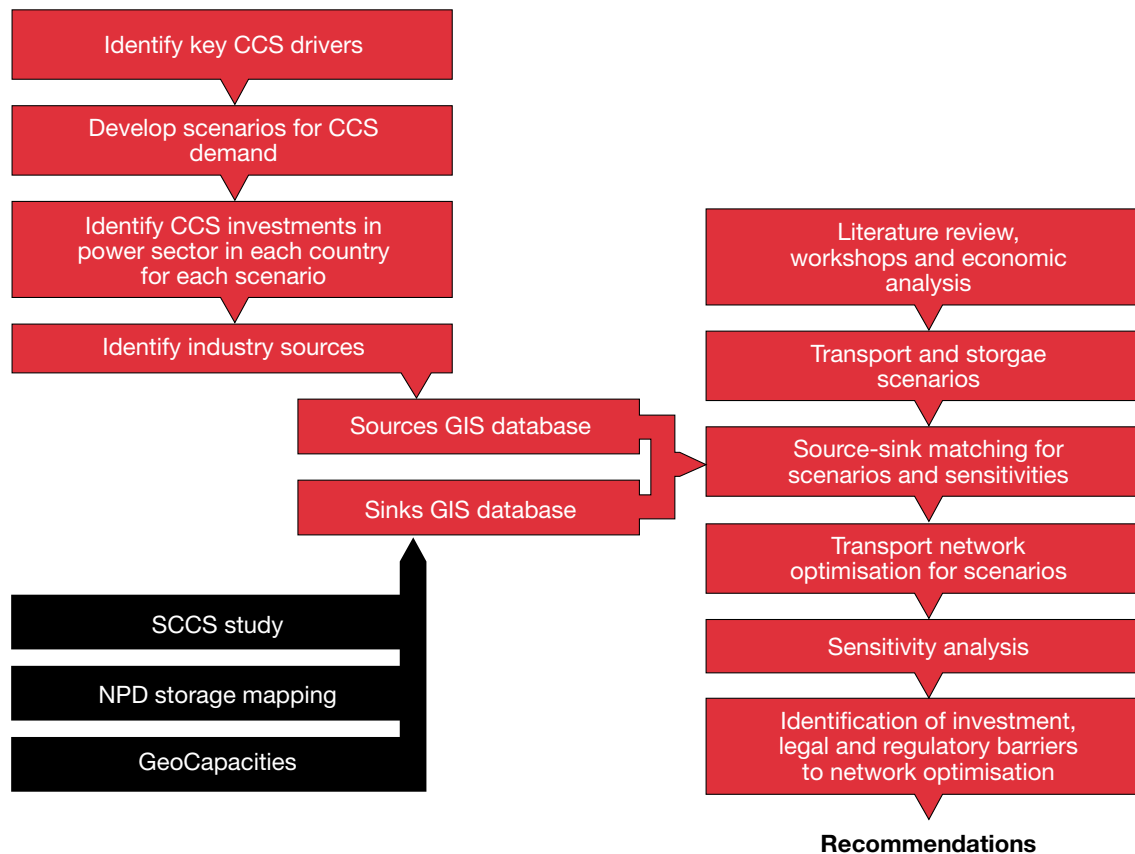 Identify key CCS drivers
Develop scenarios for CCS
demand
Identify CCS investments in
power sector in each country
for each scenario
Identify industry sources
Sources GIS database
Sinks GIS database
SCCS study
NPD storage mapping
GeoCapacities
Literature review,
workshops and economic
analysis
Transport and storgae
scenarios
Source-sink matching for
scenarios and sensitivities
Transport network
optimisation for scenarios
Sensitivity analysis
Identification of investment,
legal and regulatory barriers
to network optimisation
Recommendations